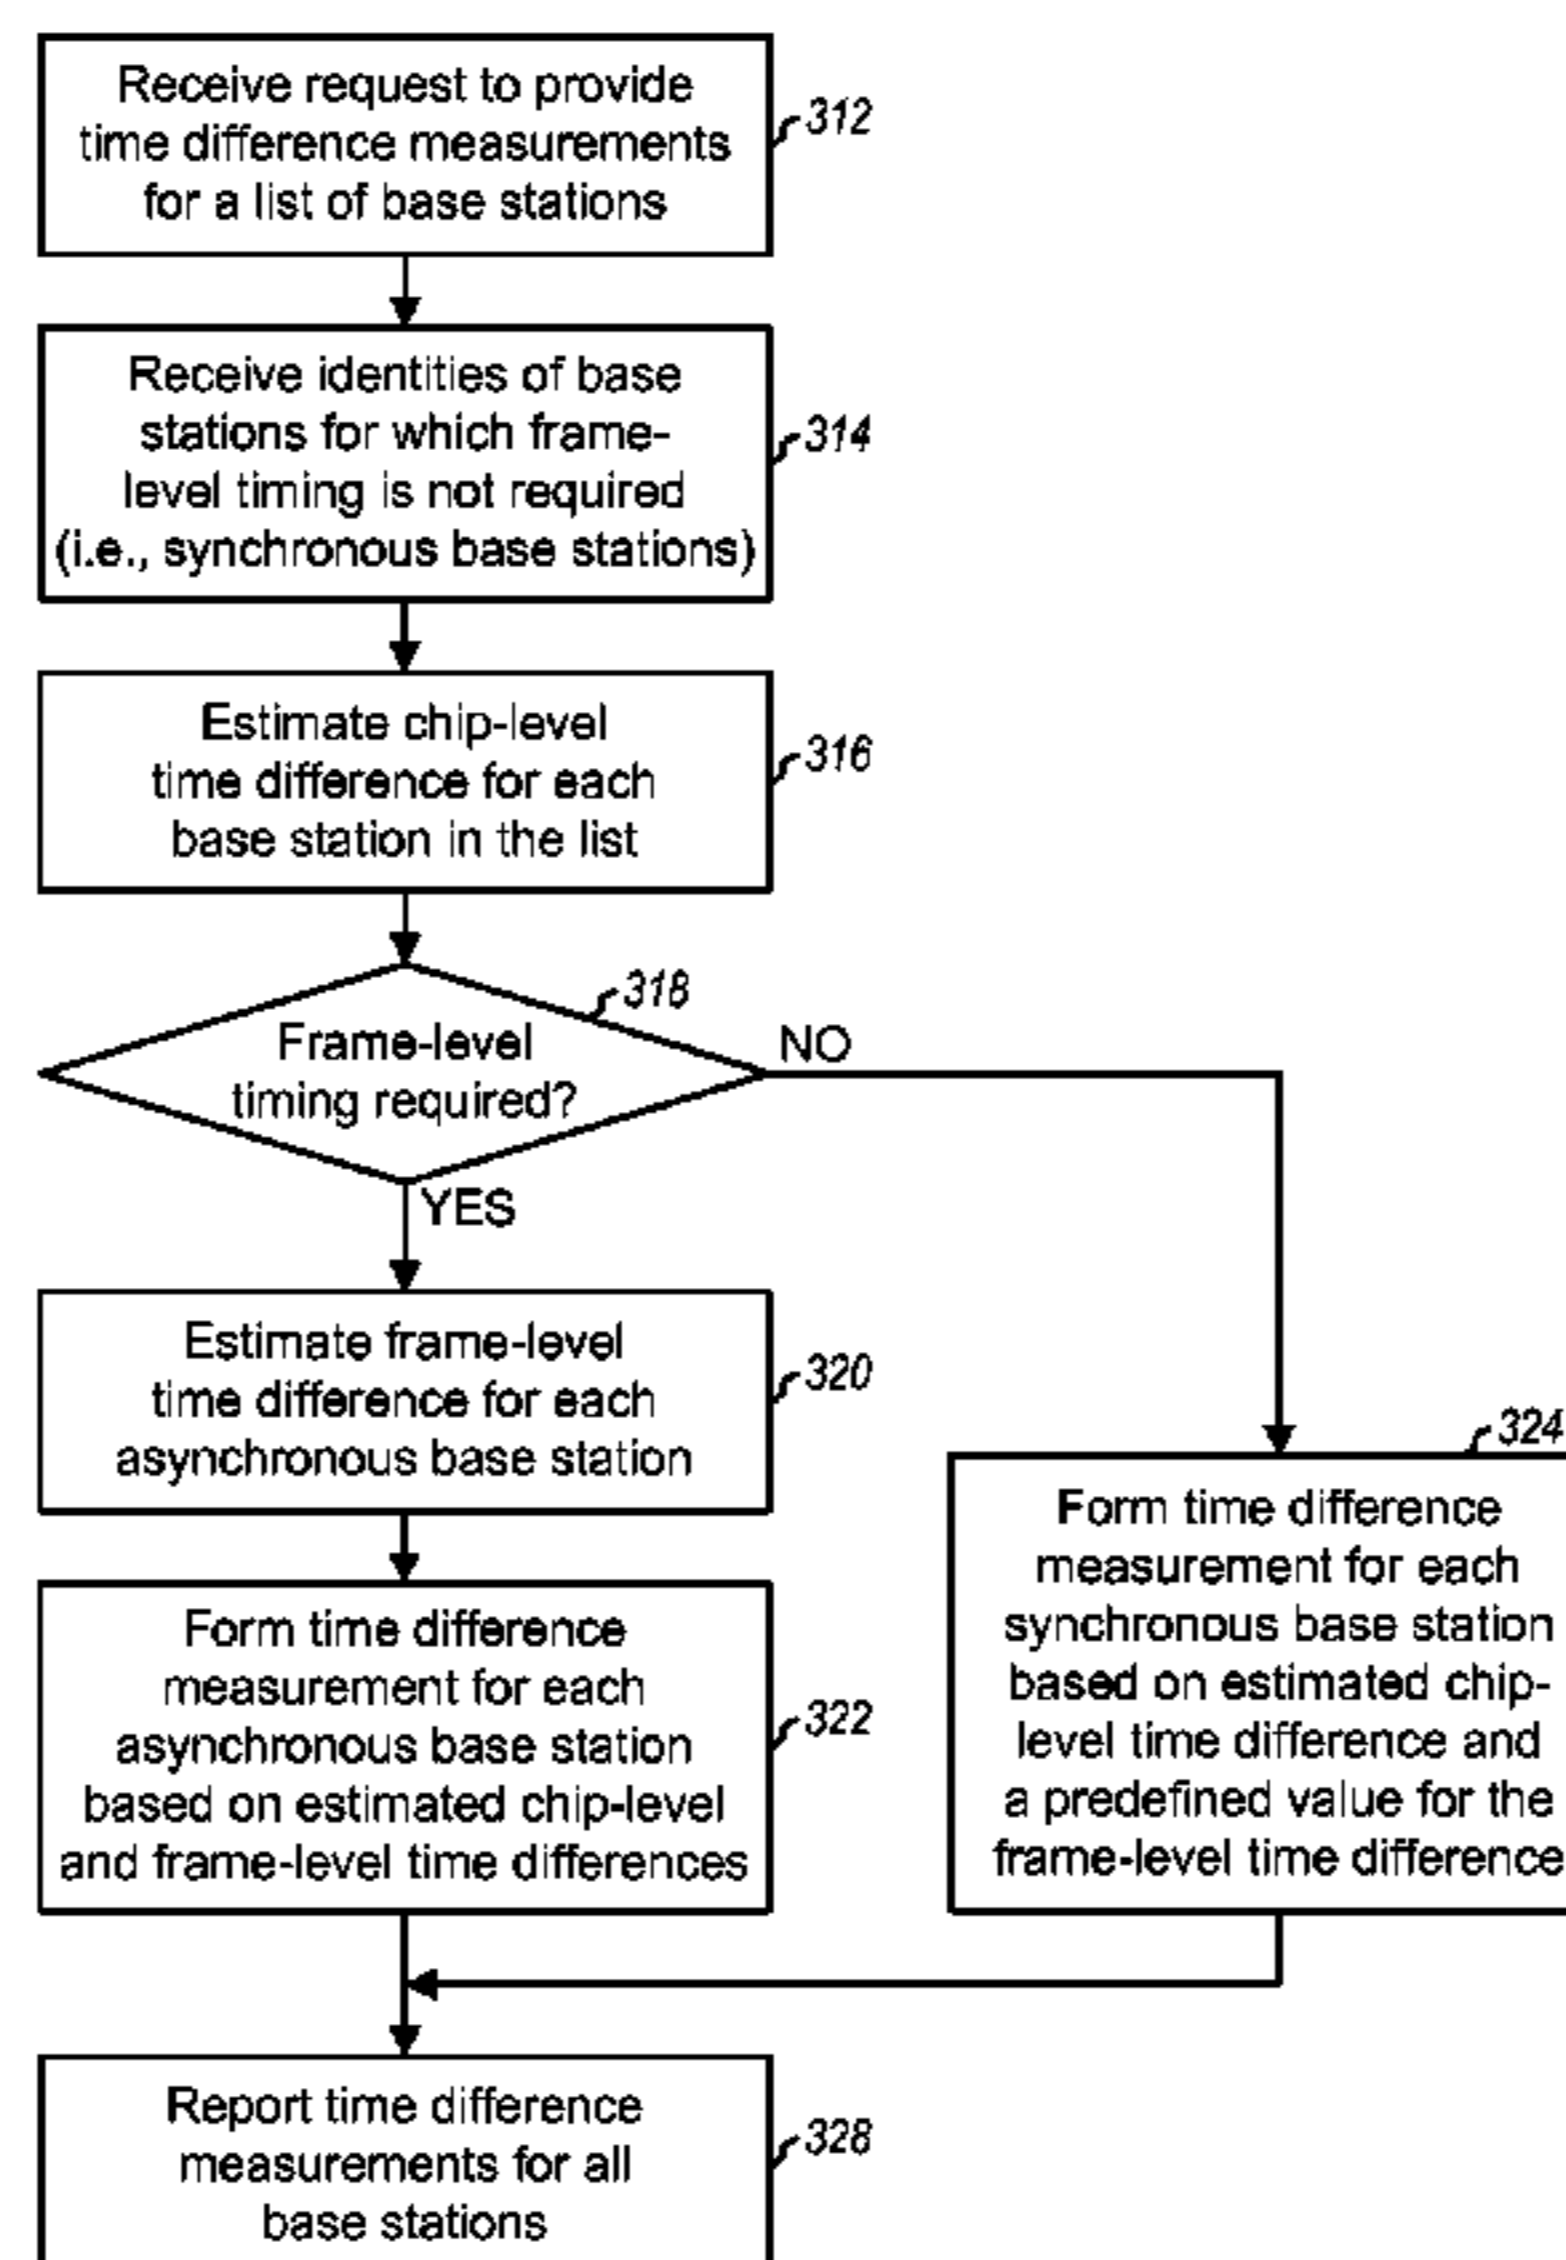 Receive request to provide
time difference measurements
for a list of base stations
312
Receive identities of base
stations for which frame-
level timing is not required
(i.e., synchronous base stations)
314
Estimate chip-level
time difference for each
base station in the list
316
318
Frame-level
timing required?
NO
YES
Estimate frame-level
time difference for each
asynchronous base station
320
Form time difference
measurement for each
asynchronous base station
based on estimated chip-level
and frame-level time differences
322
324
Form time difference
measurement for each
synchronous base station
based on estimated chip-
level time difference and
a predefined value for the
frame-level time difference
Report time difference
measurements for all
base stations
328